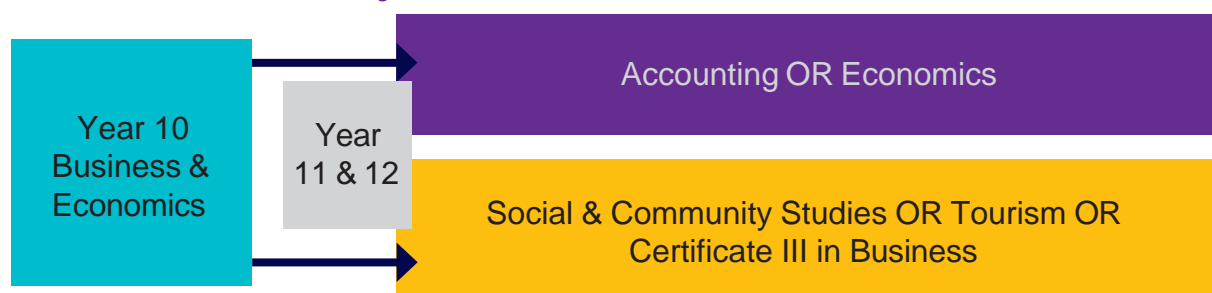 Year 10
Business &
Economics
Year
11 & 12
Accounting OR Economics
Social & Community Studies OR Tourism OR
Certificate III in Business